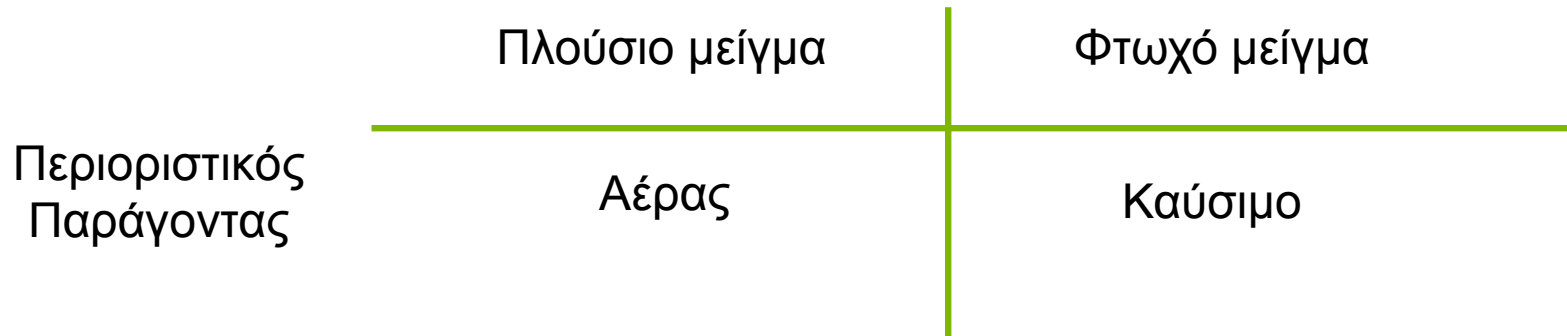 Πλούσιο μείγμα
Φτωχό μείγμα
Περιοριστικός
Παράγοντας
Αέρας
Καύσιμο